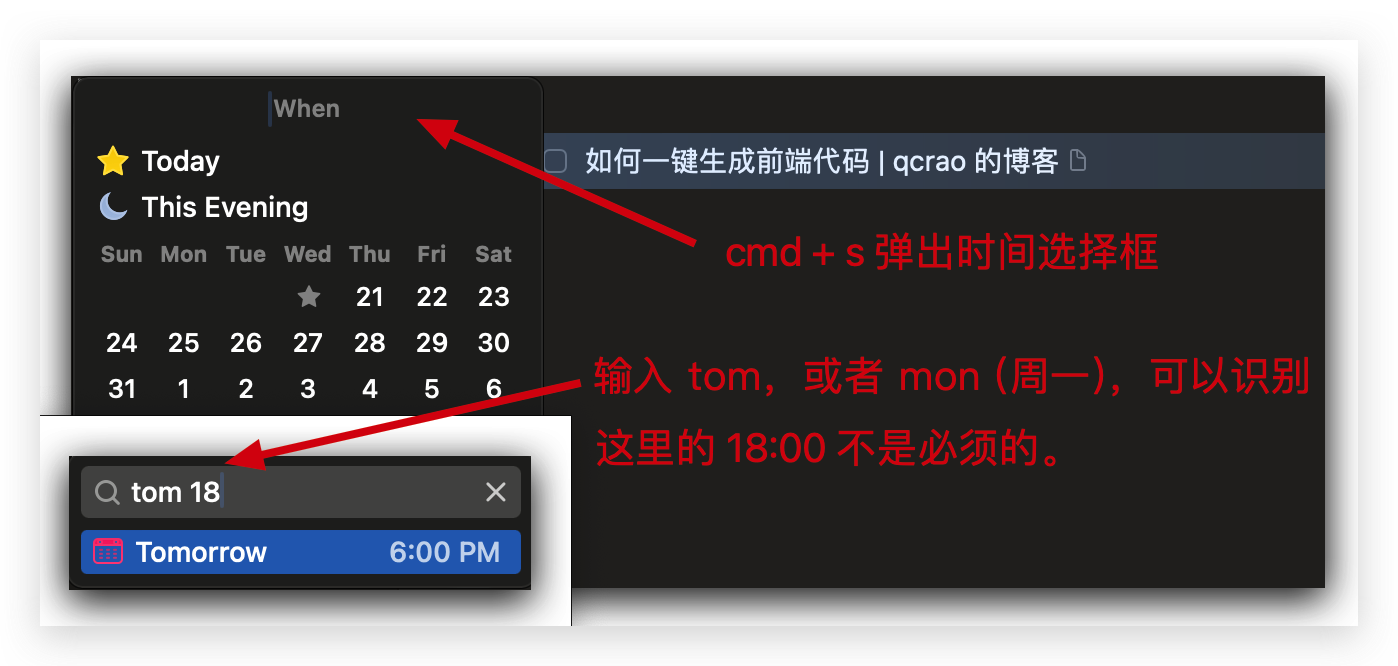 When
Today
This Evening
Sun Mon Tue Wed Thu Fri Sat
21 22 23
24 25 26 27 28 29 30
31 1 2 3 4 5 6
如何一键生成前端代码 | qcrao 的博客
cmd + s 弹出时间选择框
输入 tom，或者 mon (周一)，可以识别
这里的 18:00 不是必须的。
tom 18
Tomorrow 6:00 PM